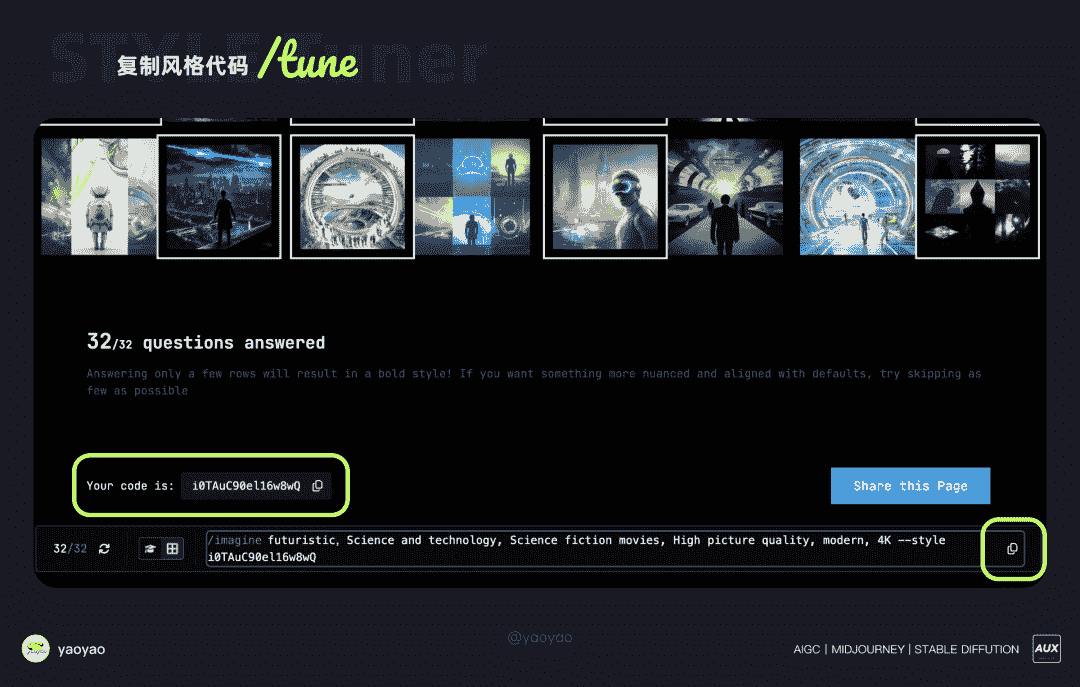 STYLE Tuner
复制风格代码 /tune
32/32 questions answered
Answering only a few rows will result in a bold style! If you want something more nuanced and aligned with defaults, try skipping as
few as possible
Your code is: i0TAuC90el16w8wQ
Share this Page
32/32
/imagine futuristic, Science and technology, Science fiction movies, High picture quality, modern, 4K --style
i0TAuC90el16w8wQ
@yaoyao
yaoyao
AIGC | MIDJOURNEY | STABLE DIFFUTION
AUX